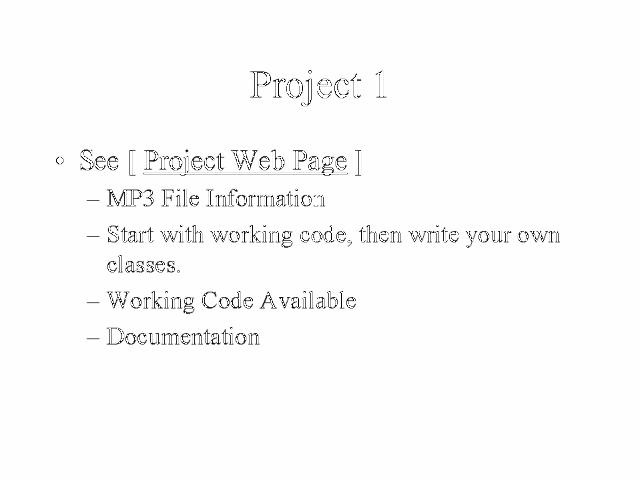 Project 1
• See [ Project Web Page ]
– MP3 File Information
– Start with working code, then write your own
classes.
– Working Code Available
– Documentation